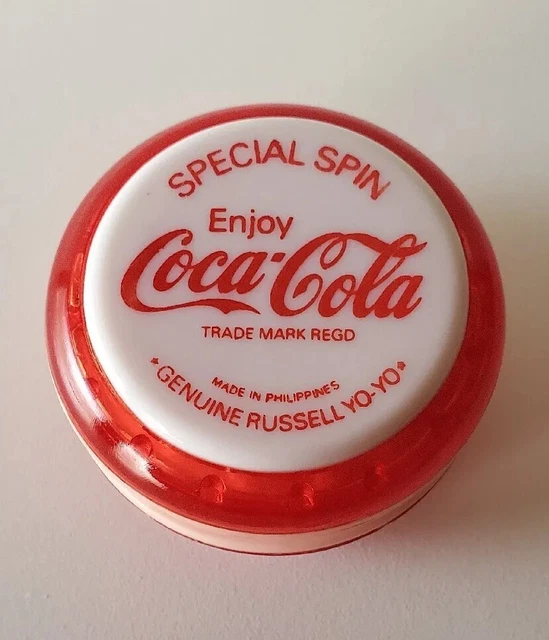 SPECIAL SPIN
Enjoy
Coca-Cola
TRADE MARK REGD
MADE IN PHILIPPINES
*GENUINE RUSSELL YO-YO*